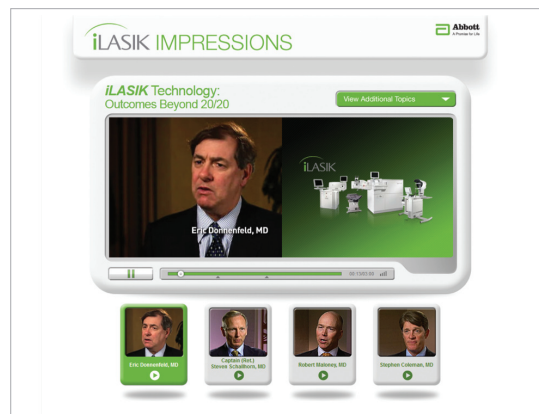 iLASIK IMPRESSIONS
Abbott
A Promise for Life
iLASIK Technology:
Outcomes Beyond 20/20
View Additional Topics
iLASIK
Eric Donnenfeld, MD
Eric Donnenfeld, MD
Captain (Ret.)
Steven Schallhorn, MD
Robert Maloney, MD
Stephen Coleman, MD